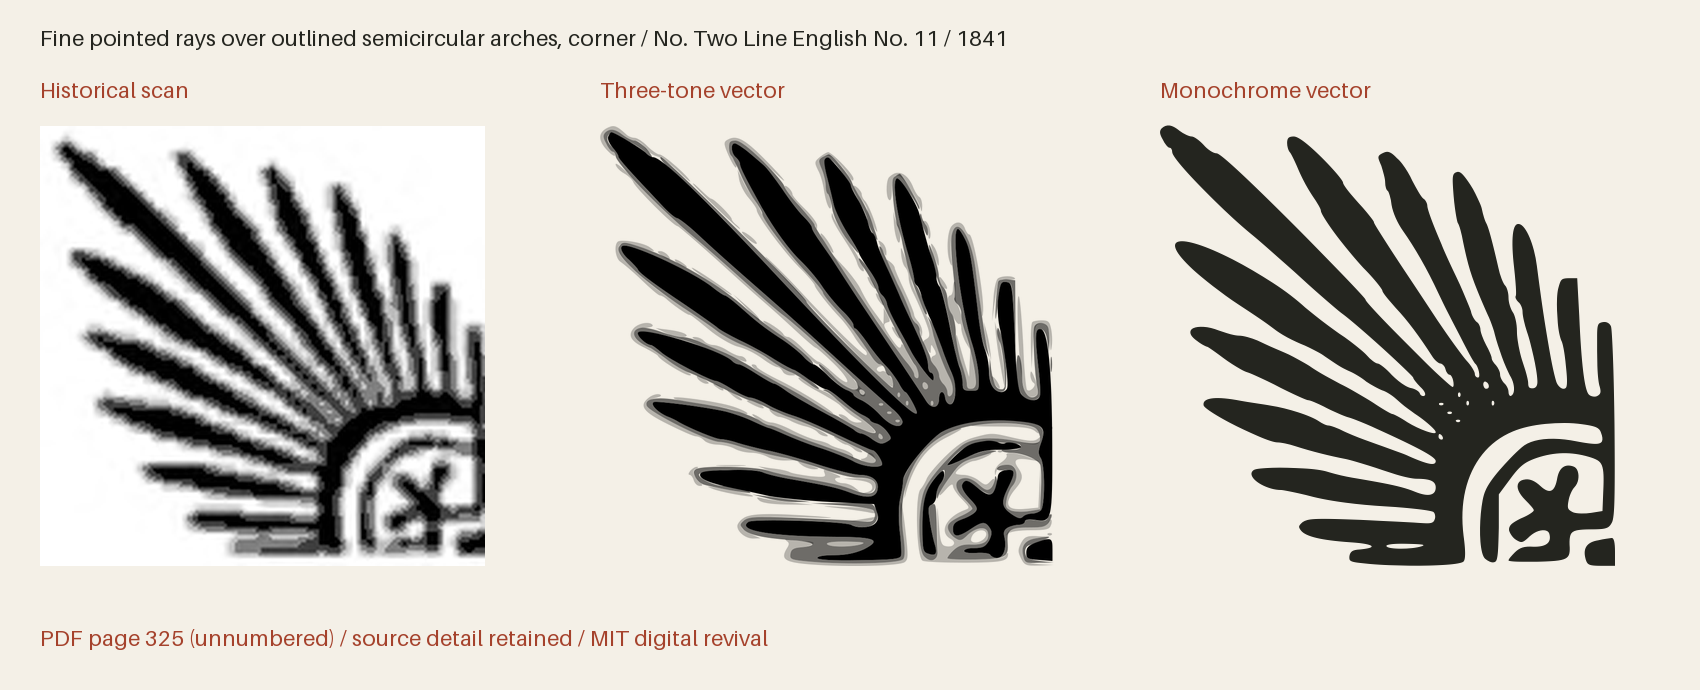 Fine pointed rays over outlined semicircular arches, corner / No. Two Line English No. 11 / 1841
Historical scan
Three-tone vector
Monochrome vector
PDF page 325 (unnumbered) / source detail retained / MIT digital revival